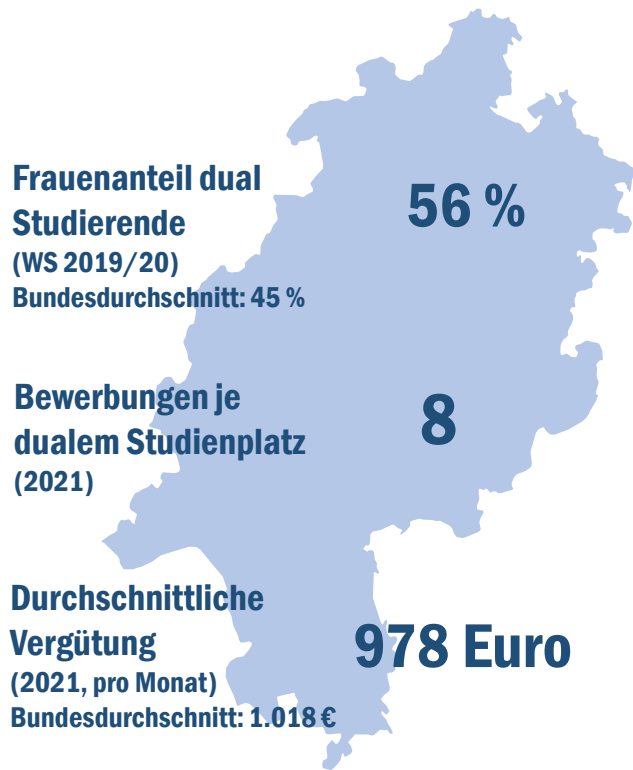 Frauenanteil dual
Studierende
(WS 2019/20)
Bundesdurchschnitt: 45 %
56 %
Bewerbungen je
dualem Studienplatz
(2021)
8
Durchschnittliche
Vergütung
(2021, pro Monat)
Bundesdurchschnitt: 1.018 €
978 Euro